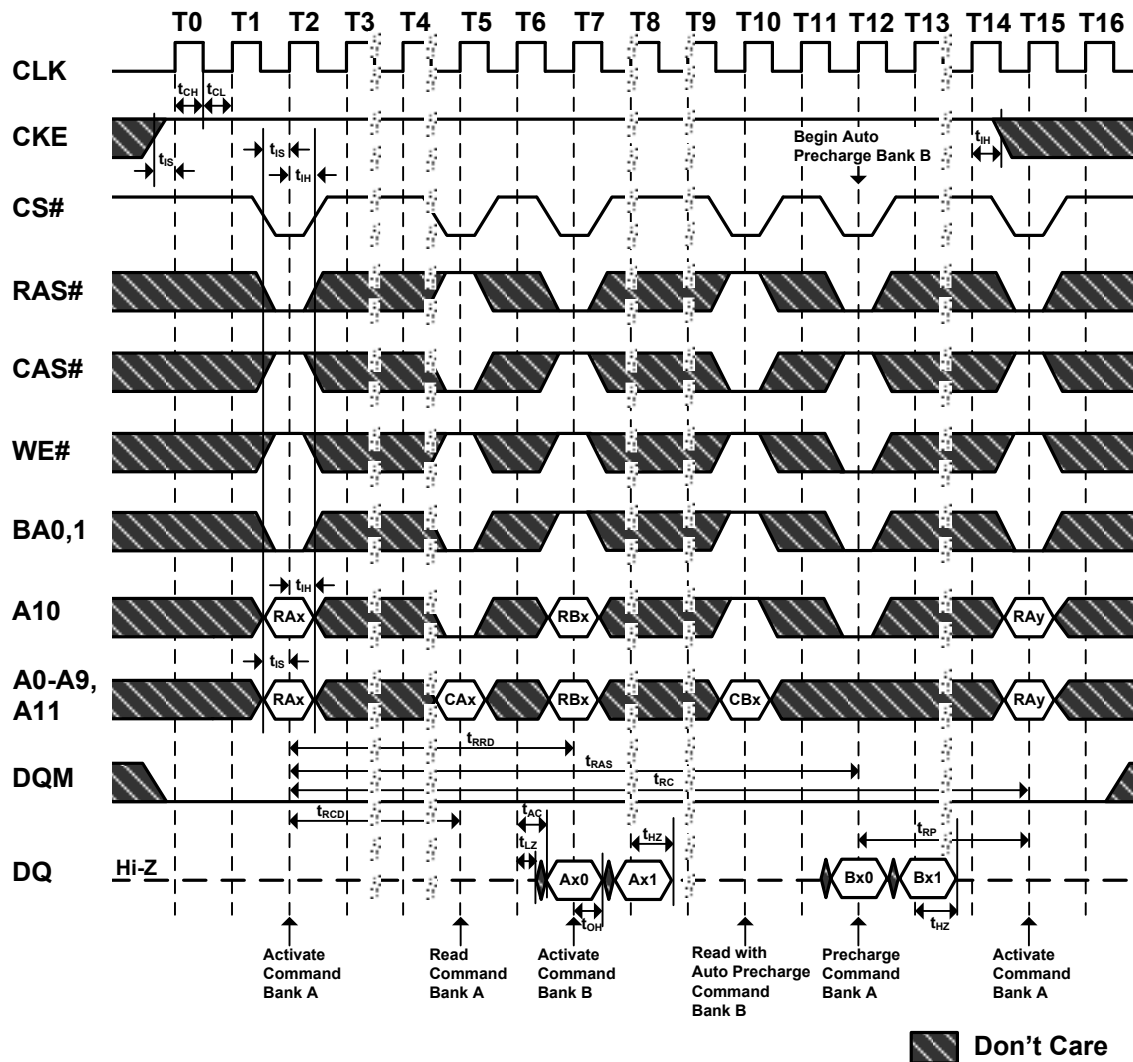 T0 T1 T2 T3 T4 T5 T6 T7 T8 T9 T10 T11 T12 T13 T14 T15 T16
CLK
tCH tCL
CKE
tIS
tIS
tIH
Begin Auto
Precharge Bank B
tIH
CS#
RAS#
CAS#
WE#
BA0,1
tIH
A10
RAx RBx RAy
tIS
A0-A9,
A11
RAx CAx RBx CBx RAy
tRRD
tRAS
tRC
DQM
tRCD
tAC
tLZ
tHZ
tRP
DQ
Hi-Z
Ax0 Ax1 Bx0 Bx1
tOH
tHZ
Activate
Command
Bank A
Read
Command
Bank A
Activate
Command
Bank B
Read with
Auto Precharge
Command
Bank B
Precharge
Command
Bank A
Activate
Command
Bank A
Don't Care